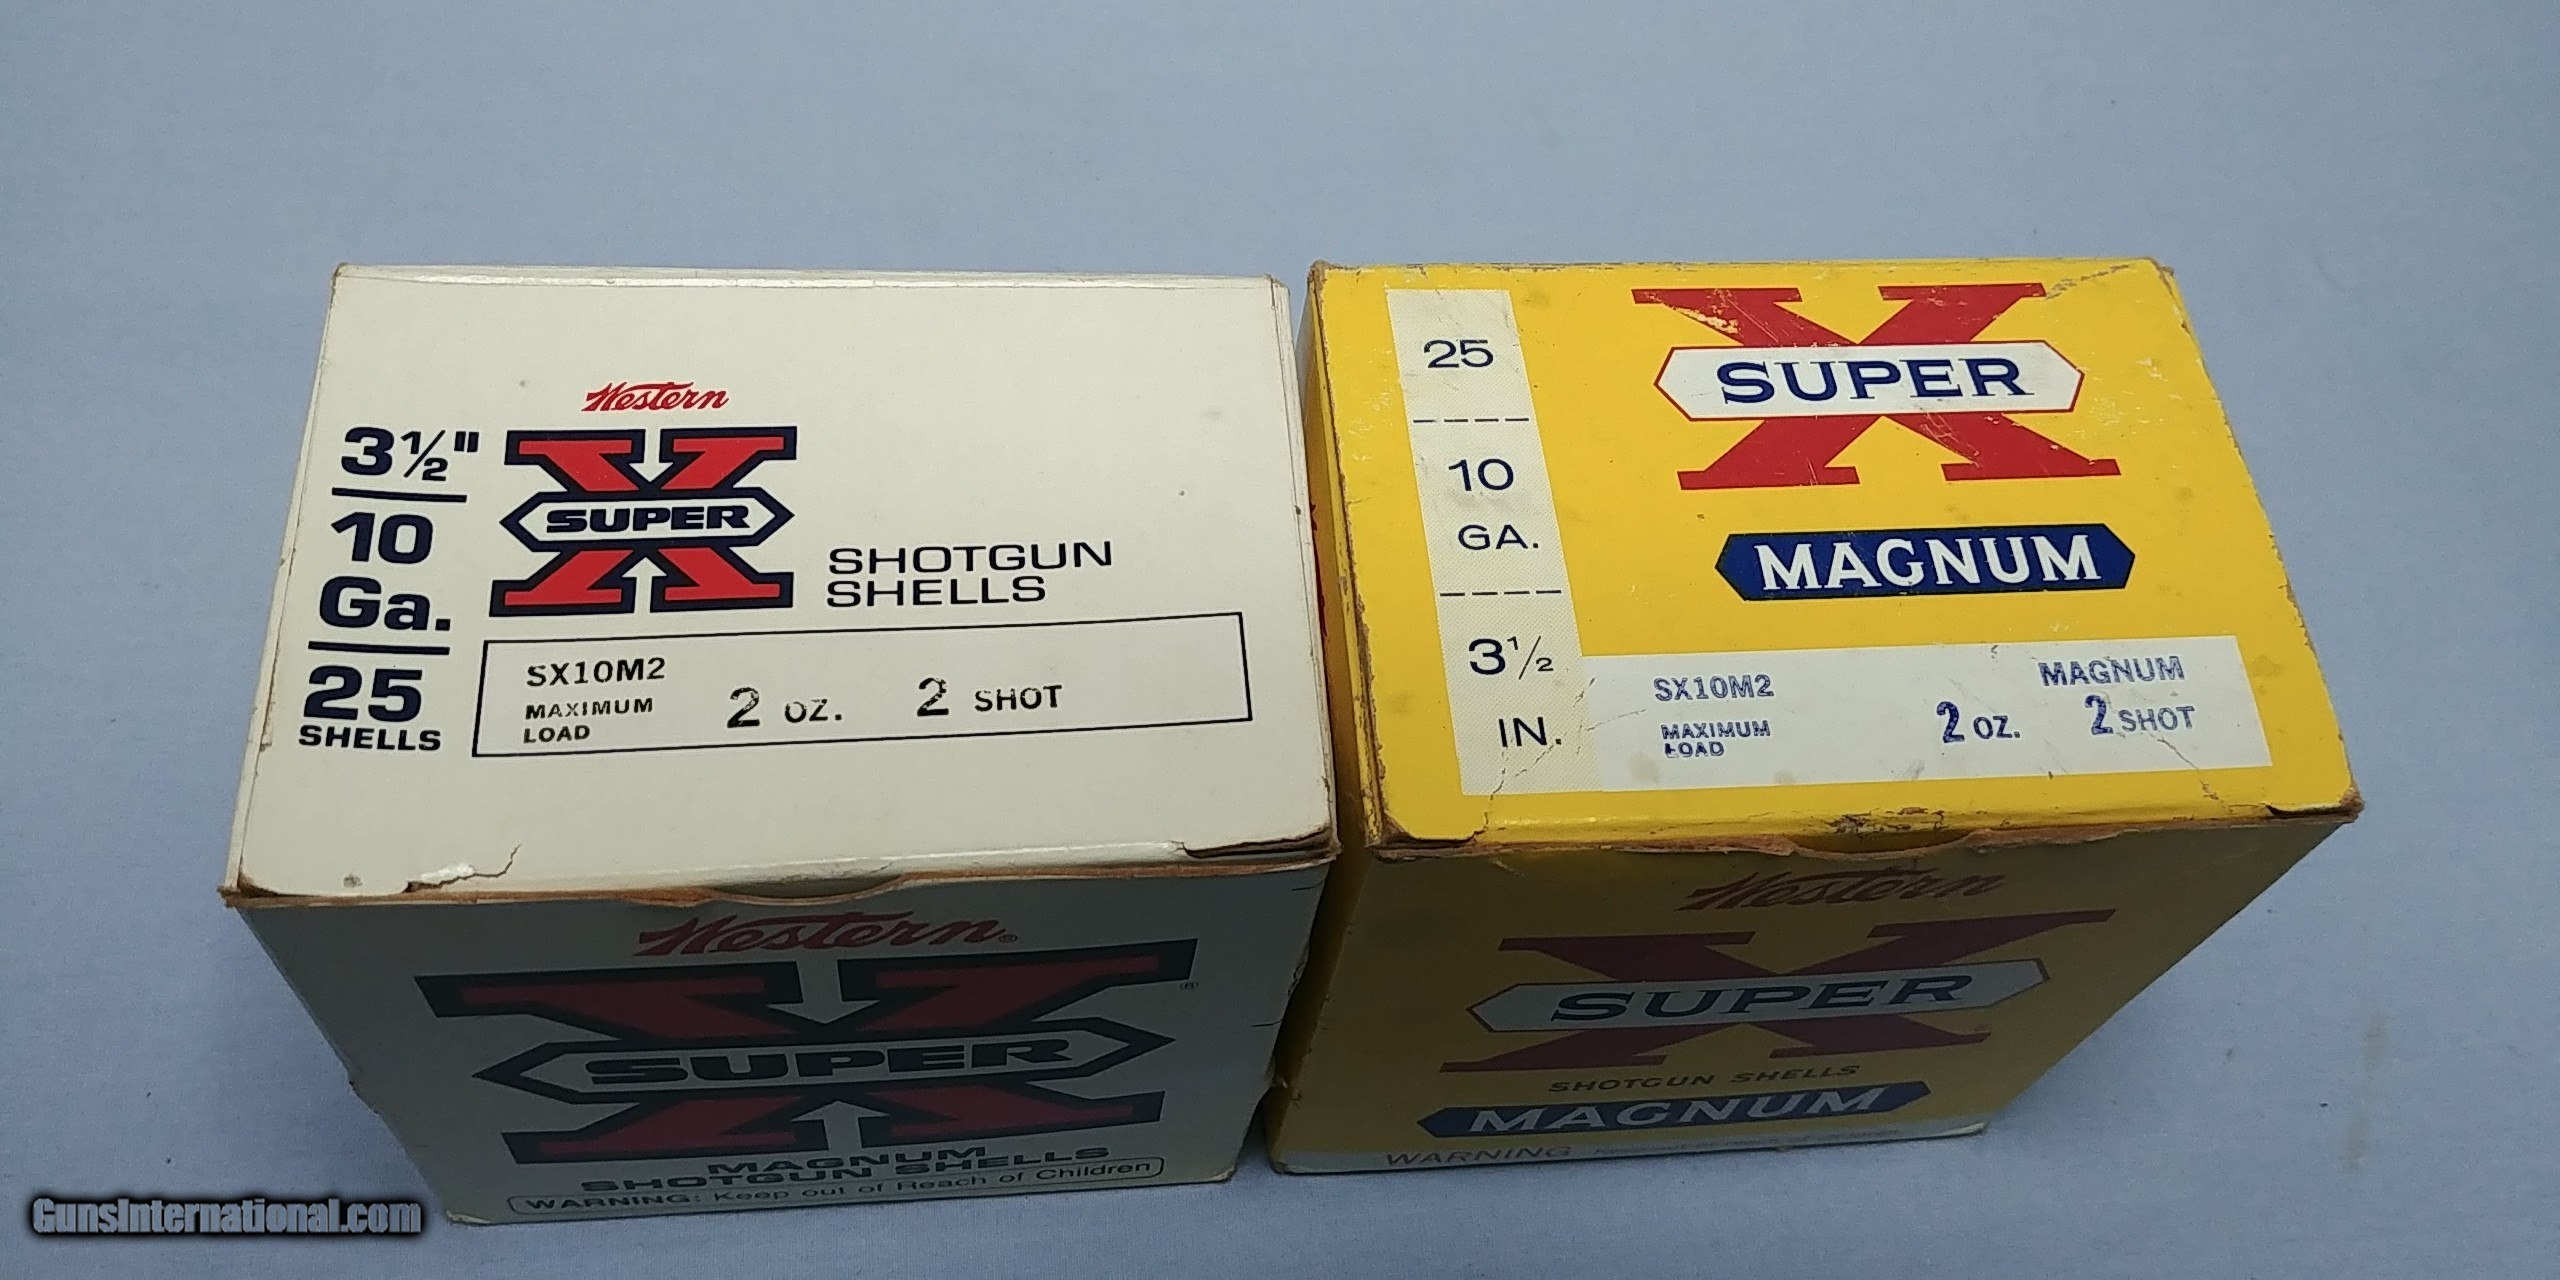 Western
SUPER X
SHOTGUN
SHELLS
3½"
10
Ga.
25
SHELLS
SX10M2
MAXIMUM
LOAD
2 OZ.
2 SHOT
Western®
SUPER X ®
MAGNUM
SHOTGUN SHELLS
WARNING: Keep out of Reach of Children
25
10
GA.
3½
IN.
SUPER X
MAGNUM
SX10M2
MAXIMUM
LOAD
2 OZ.
MAGNUM
2 SHOT
Western
SUPER X
SHOTGUN SHELLS
MAGNUM
WARNING
GunsInternational.com